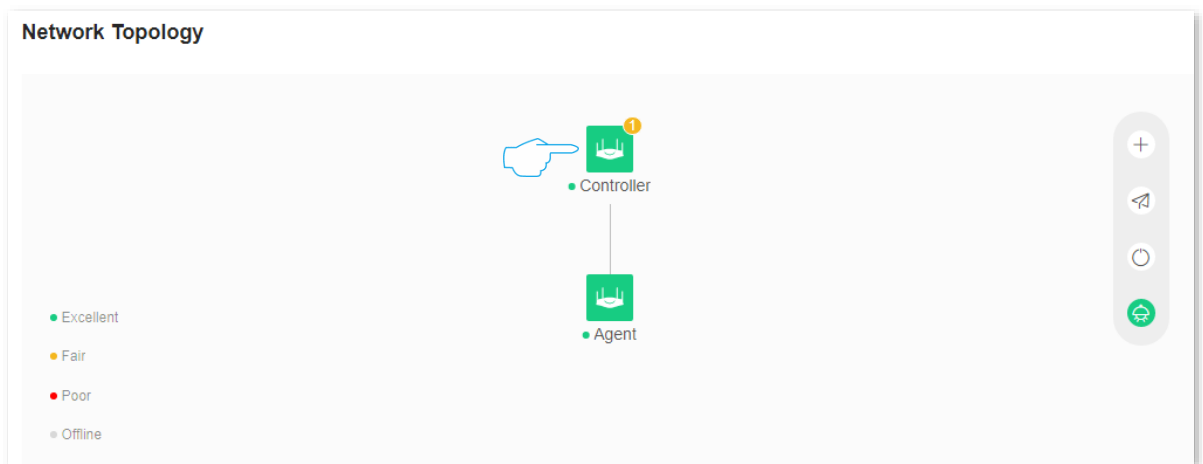 Network Topology
1
Controller
Agent
Excellent
Fair
Poor
Offline